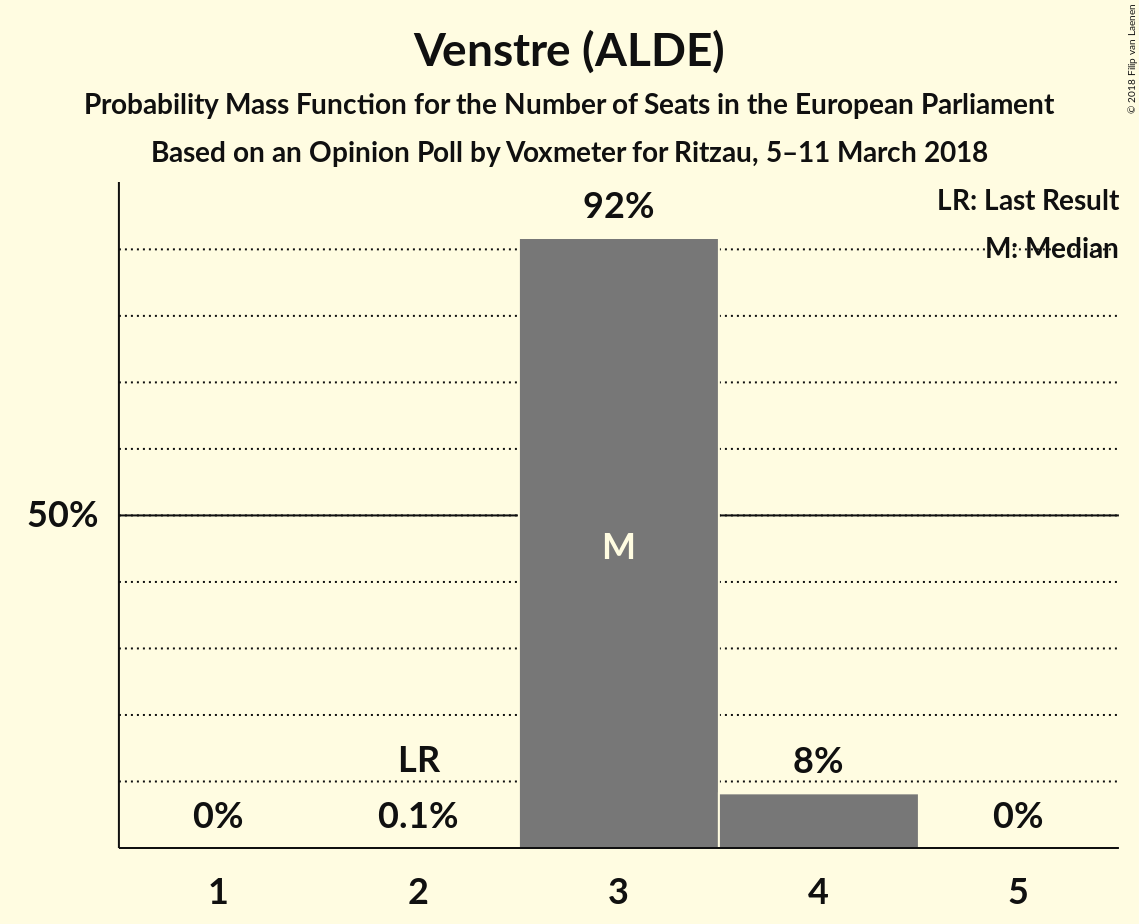 Venstre (ALDE)
Probability Mass Function for the Number of Seats in the European Parliament
Based on an Opinion Poll by Voxmeter for Ritzau, 5–11 March 2018
© 2018 Filip van Laenen
LR: Last Result
M: Median
92%
50%
M
LR
8%
0%
0.1%
0%
1
2
3
4
5